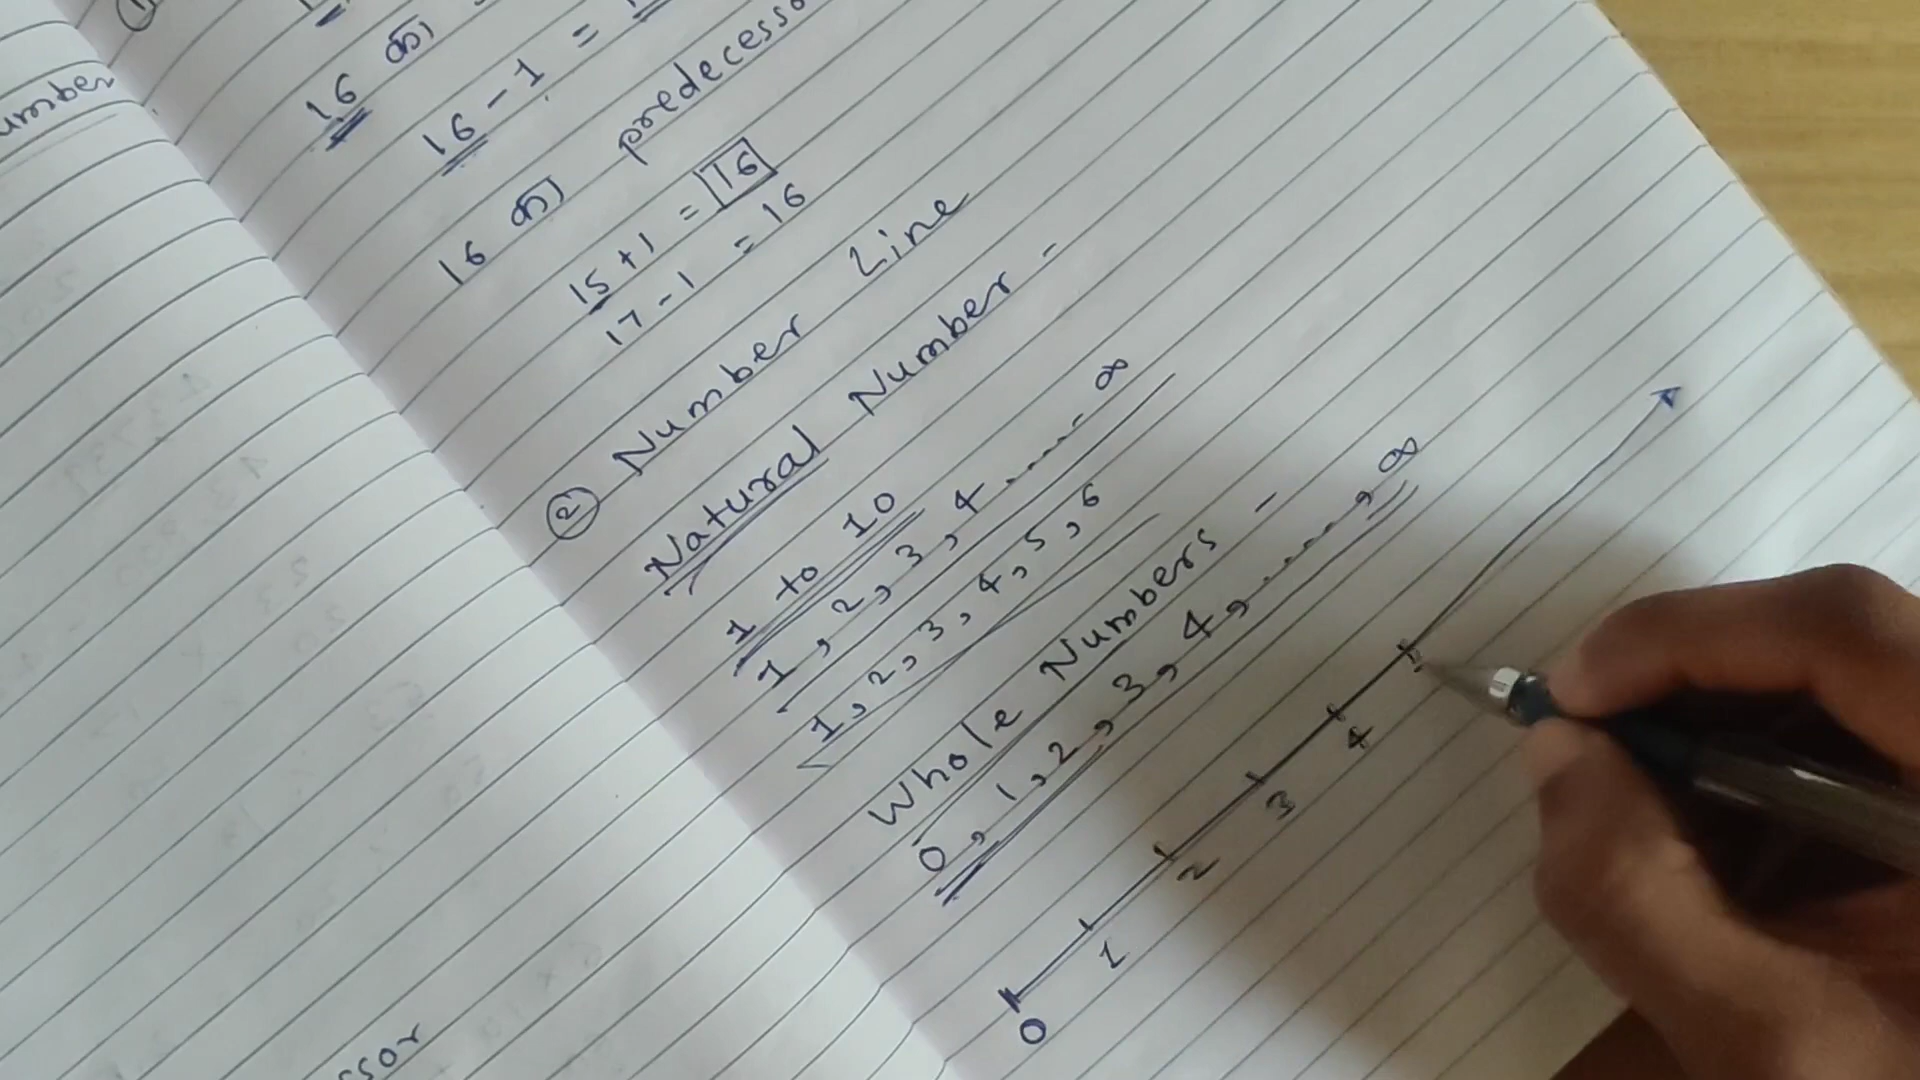 umber
16 का
16 - 1 =
16 का predecesso
15 + 1 = 16
17 - 1 = 16
② Number Line
Natural Number -
1 to 10
1, 2, 3, 4 ...... ∞
1, 2, 3, 4, 5, 6
Whole Numbers -
0, 1, 2, 3, 4, ......, ∞
0 1 2 3 4
ssor